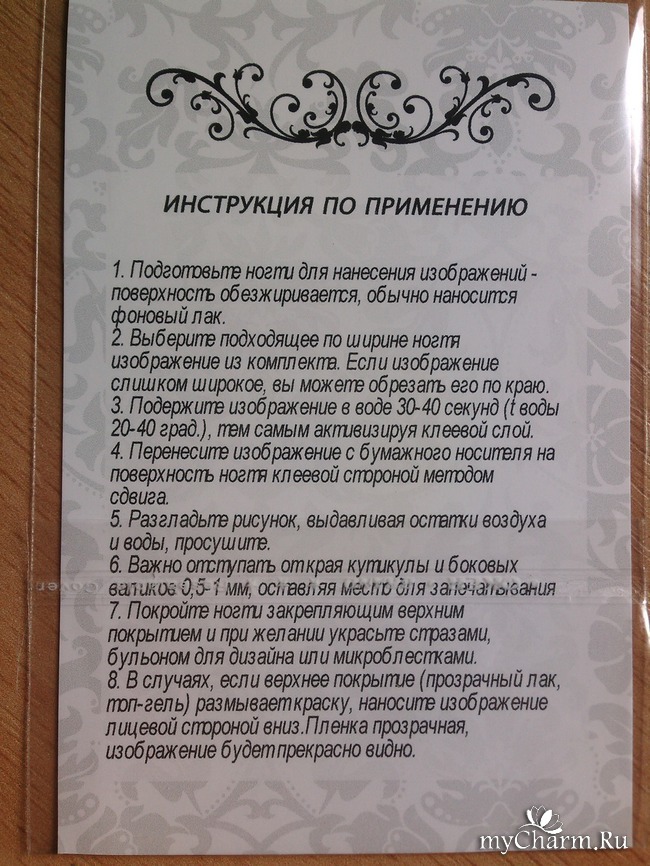 ИНСТРУКЦИЯ ПО ПРИМЕНЕНИЮ
1. Подготовьте ногти для нанесения изображений -
поверхность обезжиривается, обычно наносится
фоновый лак.
2. Выберите подходящее по ширине ногтя
изображение из комплекта. Если изображение
слишком широкое, вы можете обрезать его по краю.
3. Подержите изображение в воде 30-40 секунд (t воды
20-40 град.), тем самым активизируя клеевой слой.
4. Перенесите изображение с бумажного носителя на
поверхность ногтя клеевой стороной методом
сдвига.
5. Разгладьте рисунок, выдавливая остатки воздуха
и воды, просушите.
6. Важно отступать от края кутикулы и боковых
валиков 0,5-1 мм, оставляя место для запечатывания
7. Покройте ногти закрепляющим верхним
покрытием и при желании украсьте стразами,
бульоном для дизайна или микроблестками.
8. В случаях, если верхнее покрытие (прозрачный лак,
топ-гель) размывает краску, наносите изображение
лицевой стороной вниз.Пленка прозрачная,
изображение будет прекрасно видно.
myCharm.Ru